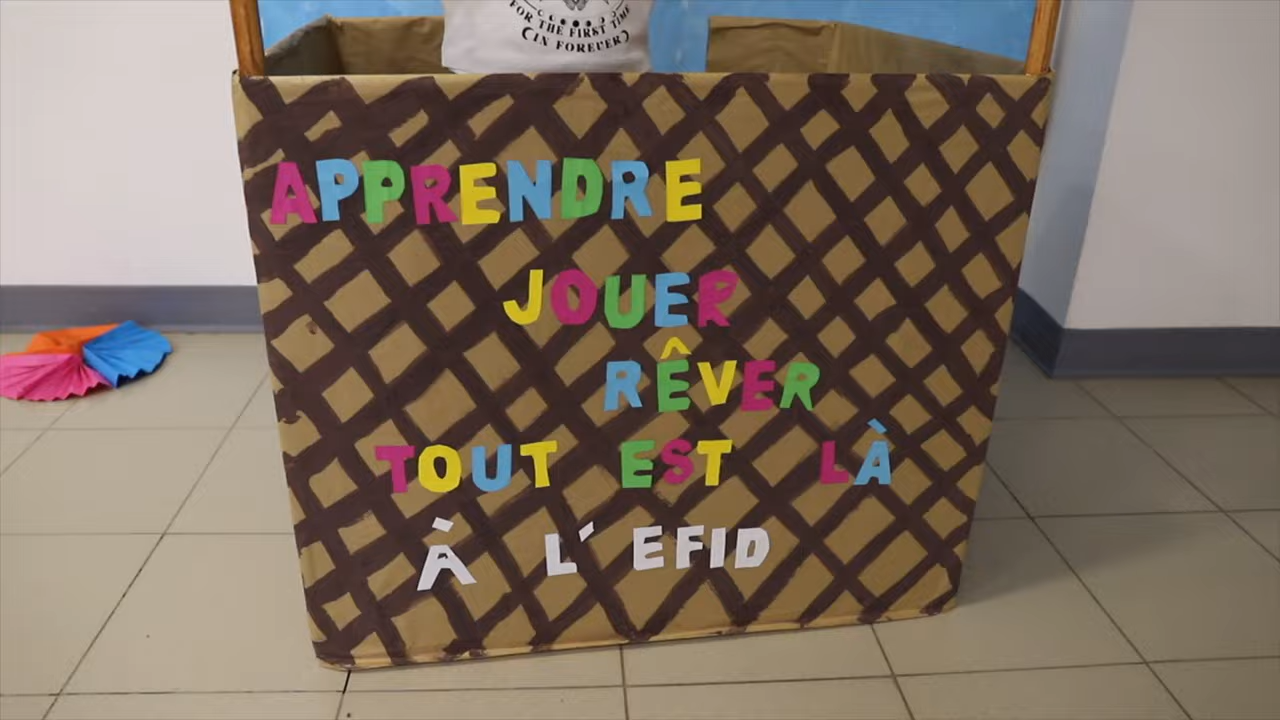 FOR THE FIRST TIME
(IN FOREVER)
APPRENDRE
JOUER
RÊVER
TOUT EST LÀ
À L'EFID